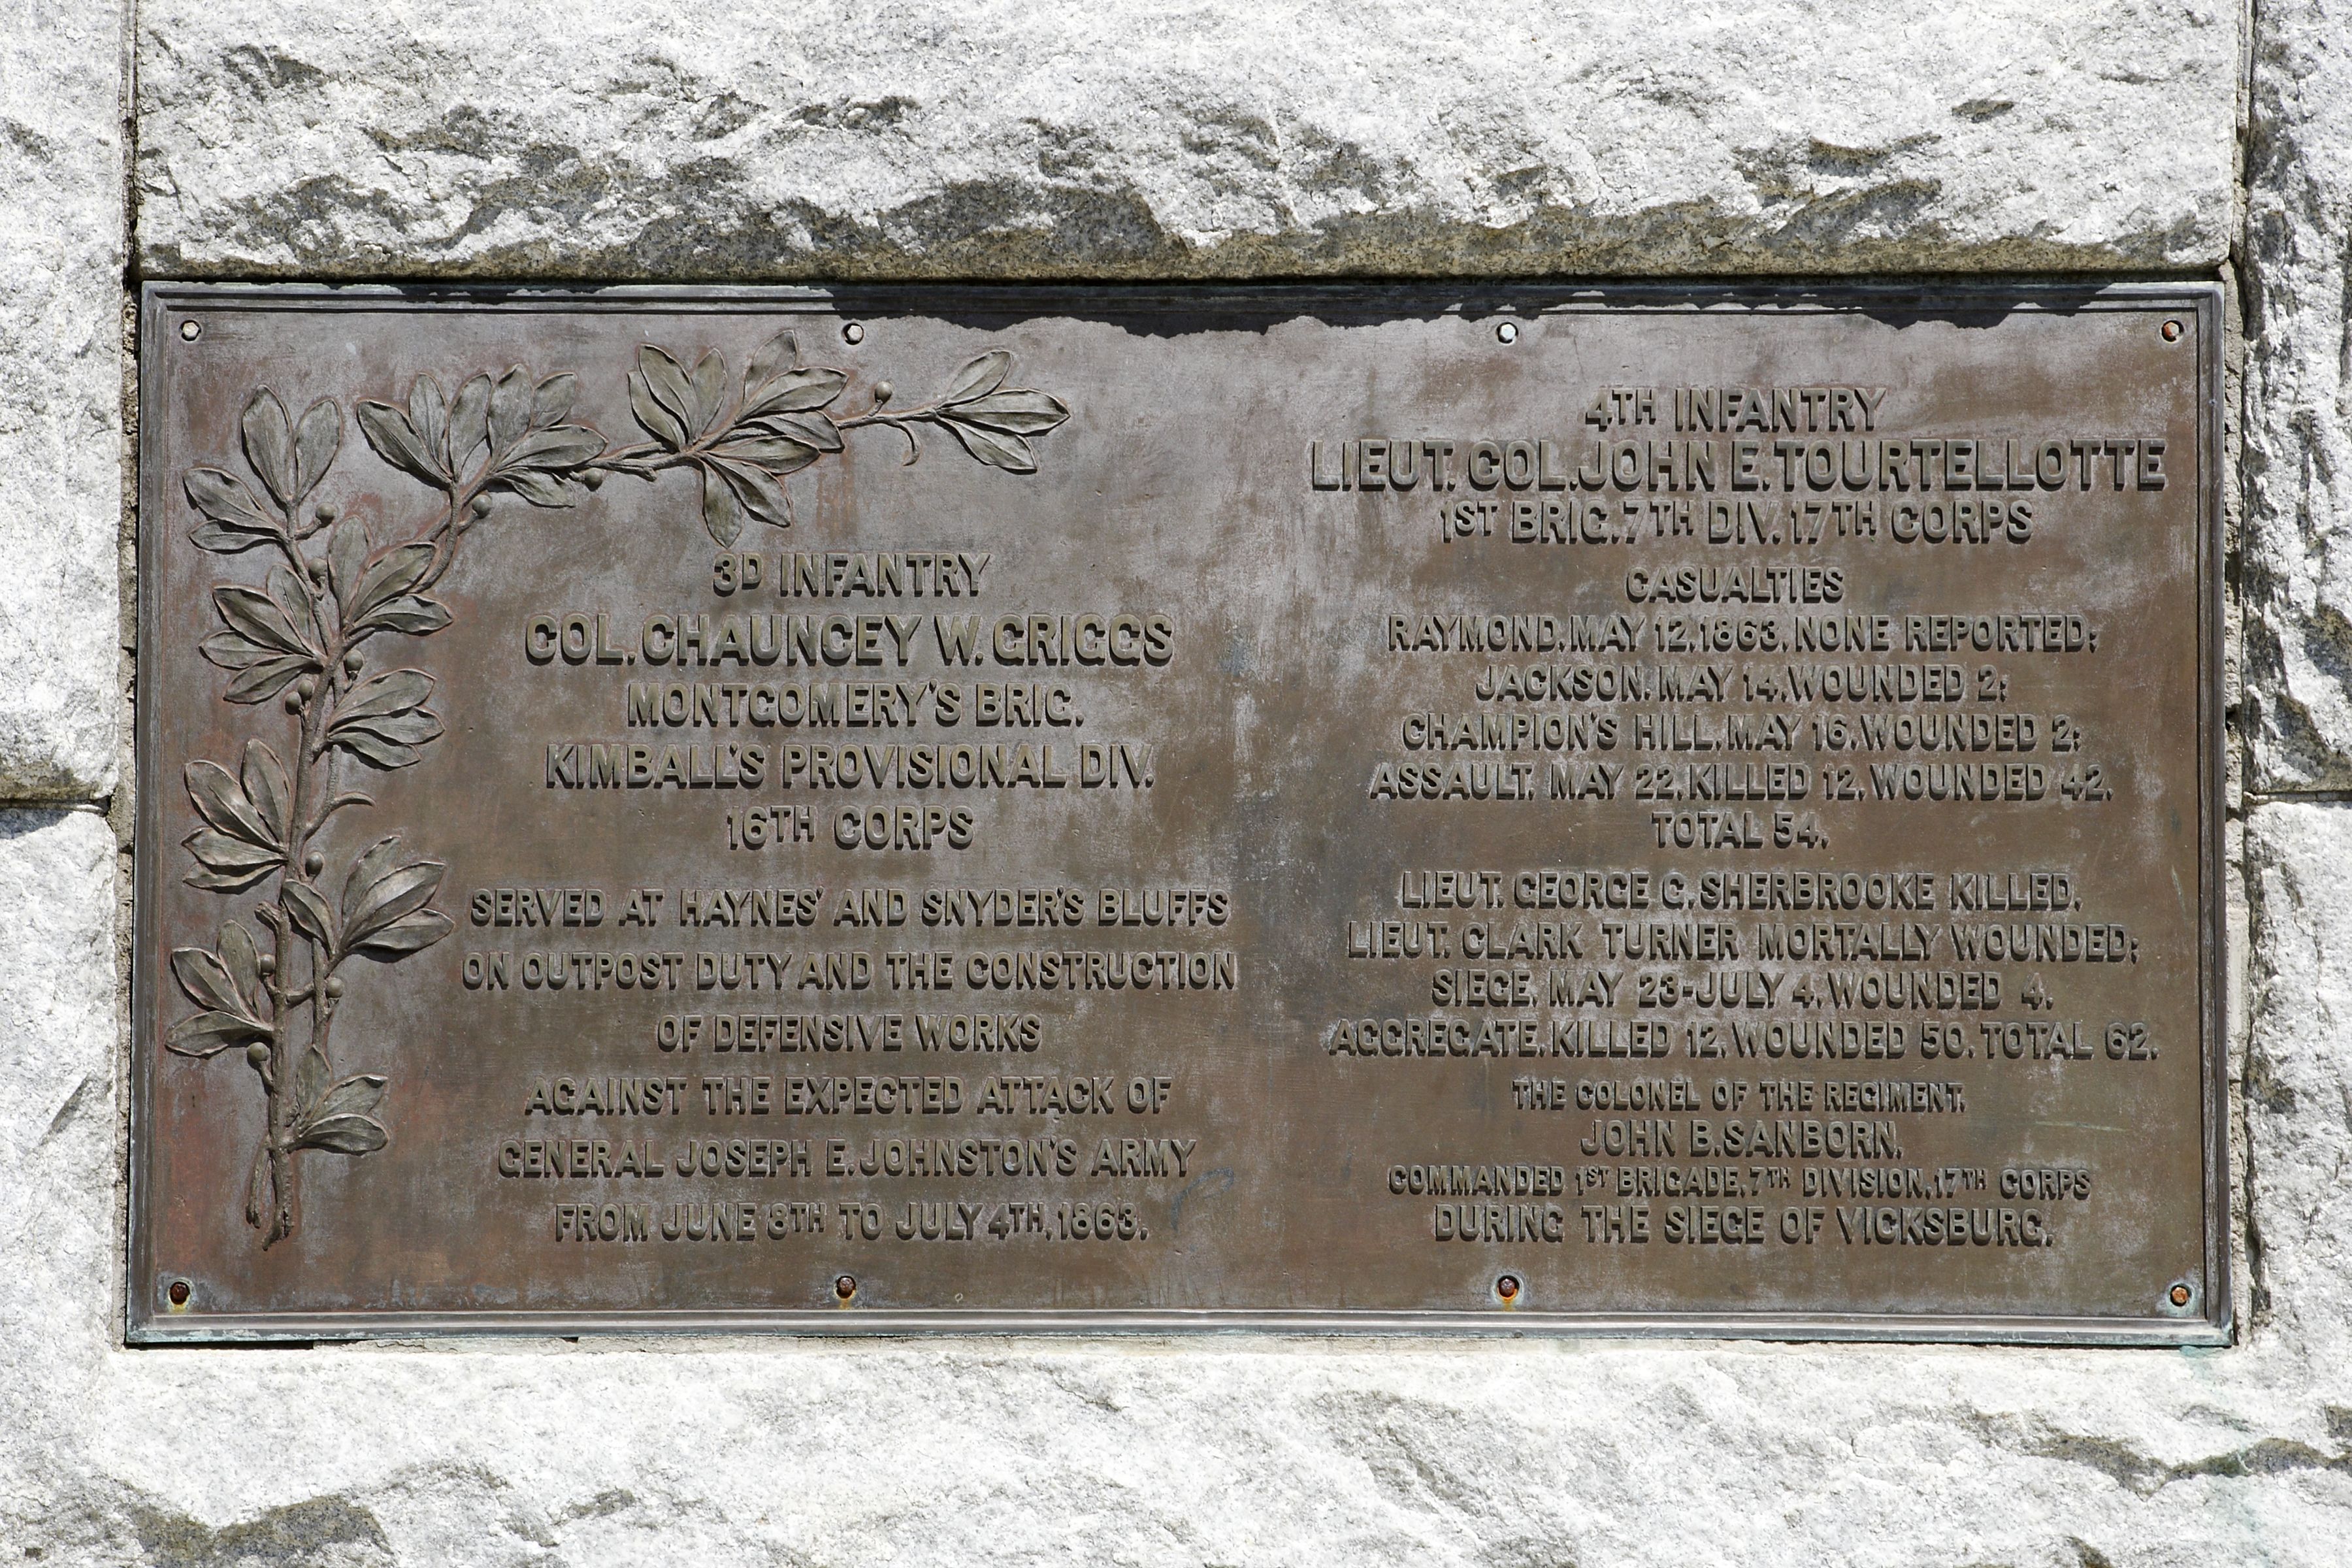 3D INFANTRY
COL. CHAUNCEY W. GRIGGS
MONTGOMERY'S BRIG.
KIMBALL'S PROVISIONAL DIV.
16TH CORPS
SERVED AT HAYNES' AND SNYDER'S BLUFFS
ON OUTPOST DUTY AND THE CONSTRUCTION
OF DEFENSIVE WORKS
AGAINST THE EXPECTED ATTACK OF
GENERAL JOSEPH E. JOHNSTON'S ARMY
FROM JUNE 8TH TO JULY 4TH, 1863.
4TH INFANTRY
LIEUT. COL. JOHN E. TOURTELLOTTE
1ST BRIG. 7TH DIV. 17TH CORPS
CASUALTIES
RAYMOND, MAY 12, 1863, NONE REPORTED;
JACKSON, MAY 14, WOUNDED 2;
CHAMPION'S HILL, MAY 16, WOUNDED 2;
ASSAULT, MAY 22, KILLED 12, WOUNDED 42,
TOTAL 54,
LIEUT. GEORGE G. SHERBROOKE KILLED,
LIEUT. CLARK TURNER MORTALLY WOUNDED;
SIEGE, MAY 23-JULY 4, WOUNDED 4.
AGGREGATE, KILLED 12, WOUNDED 50, TOTAL 62.
THE COLONEL OF THE REGIMENT,
JOHN B. SANBORN,
COMMANDED 1ST BRIGADE, 7TH DIVISION, 17TH CORPS
DURING THE SIEGE OF VICKSBURG.